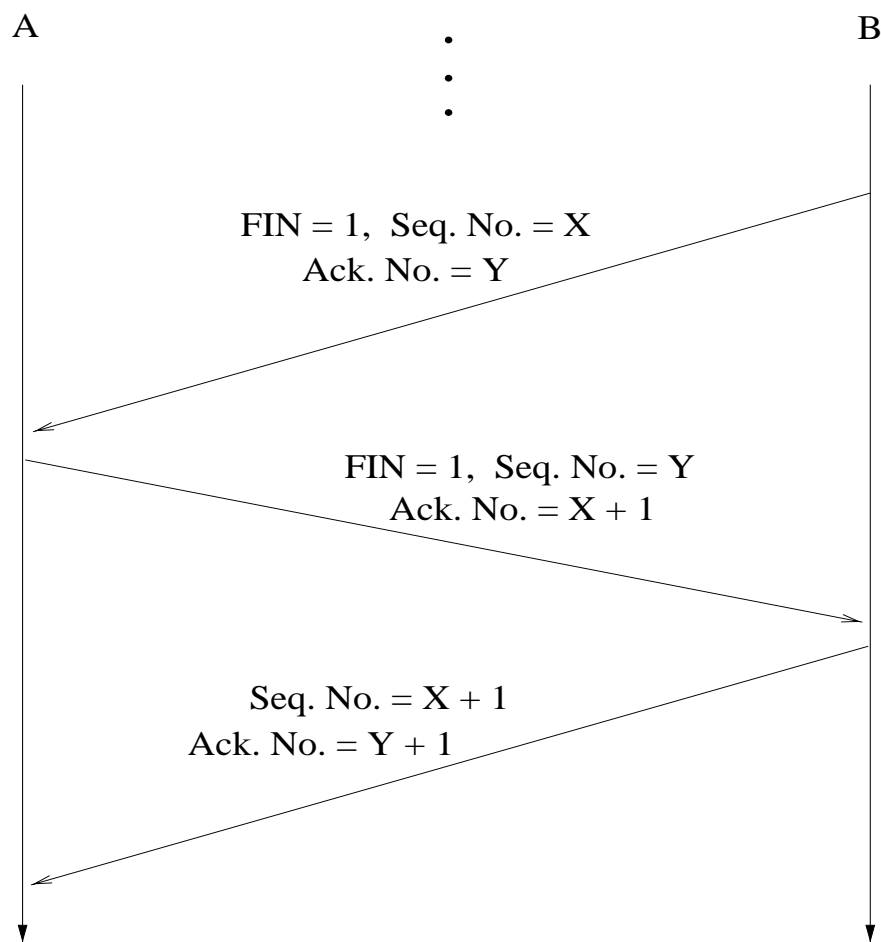 A
B
FIN = 1, Seq. No. = X
Ack. No. = Y
FIN = 1, Seq. No. = Y
Ack. No. = X + 1
Seq. No. = X + 1
Ack. No. = Y + 1